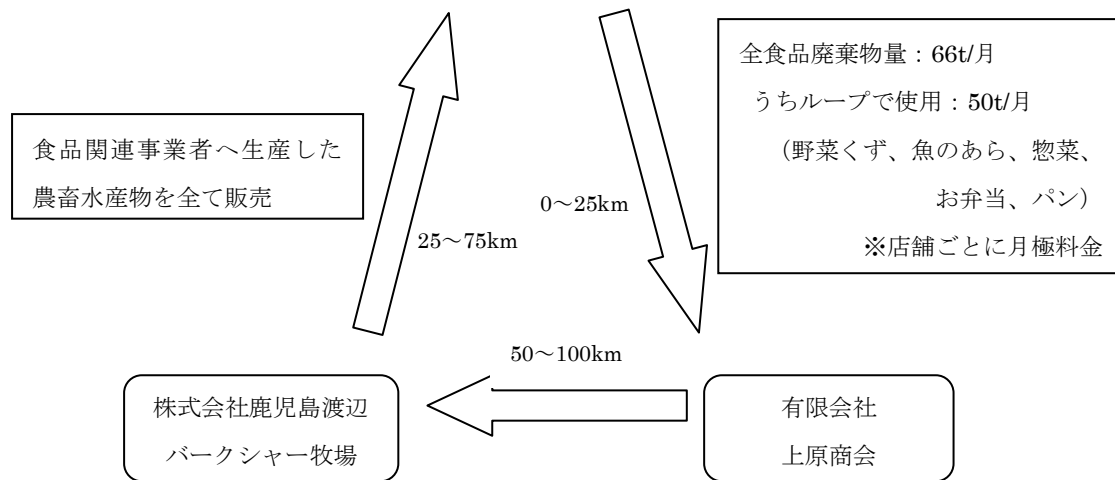 全食品廃棄物量：66t/月
うちループで使用：50t/月
（野菜くず、魚のあら、惣菜、
お弁当、パン）
※店舗ごとに月極料金
食品関連事業者へ生産した
農畜水産物を全て販売
0～25km
25～75km
50～100km
株式会社鹿児島渡辺
バークシャー牧場
有限会社
上原商会